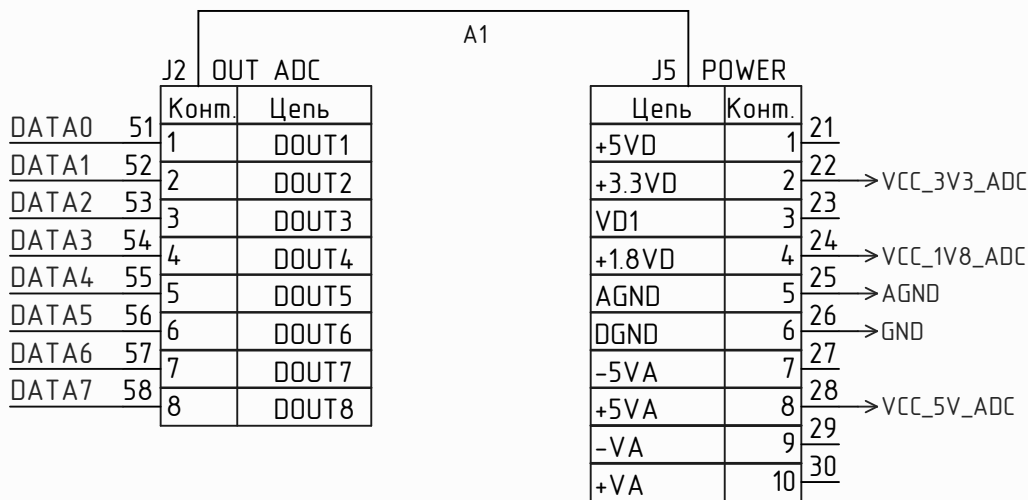 A1
J2 OUT ADC
Конт. Цепь
DATA0 51 1 DOUT1
DATA1 52 2 DOUT2
DATA2 53 3 DOUT3
DATA3 54 4 DOUT4
DATA4 55 5 DOUT5
DATA5 56 6 DOUT6
DATA6 57 7 DOUT7
DATA7 58 8 DOUT8
J5 POWER
Цепь Конт.
+5VD 1 21
+3.3VD 2 22 VCC_3V3_ADC
VD1 3 23
+1.8VD 4 24 VCC_1V8_ADC
AGND 5 25 AGND
DGND 6 26 GND
-5VA 7 27
+5VA 8 28 VCC_5V_ADC
-VA 9 29
+VA 10 30